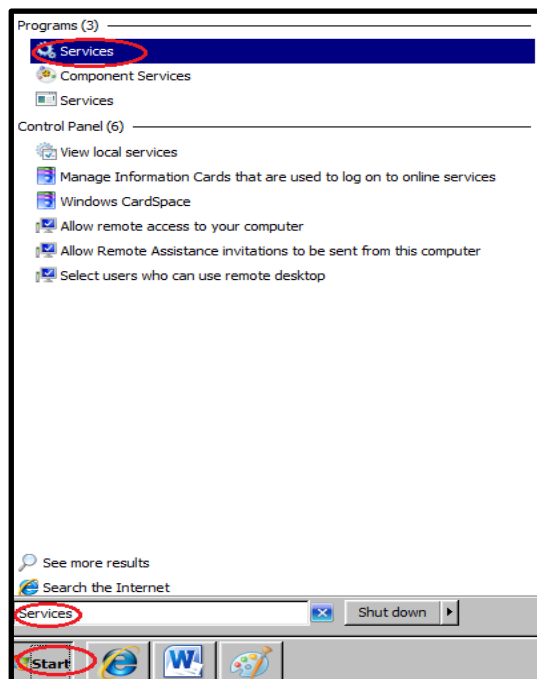 Programs (3)
Services
Component Services
Services
Control Panel (6)
View local services
Manage Information Cards that are used to log on to online services
Windows CardSpace
Allow remote access to your computer
Allow Remote Assistance invitations to be sent from this computer
Select users who can use remote desktop
See more results
Search the Internet
Services
Shut down
Start